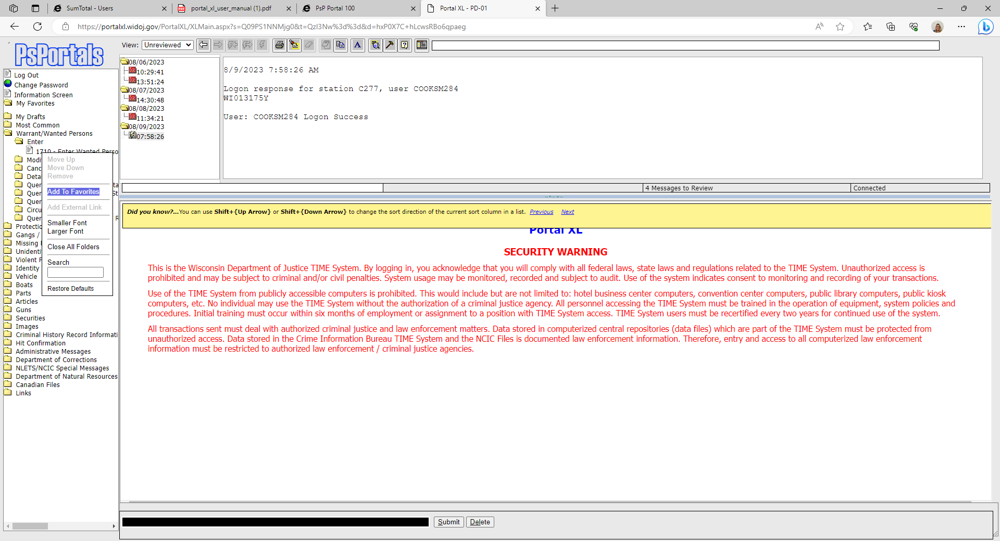 SumTotal - Users
portal_xl_user_manual (1).pdf
PsP Portal 100
Portal XL - PD-01
https://portalxl.widoj.gov/PortalXL/XLMain.aspx?s=Q09PS1NNMjg0&t=QzI3Nw%3d%3d&d=hxP0X7C+hLcwsRBo6qpaeg
PsPortals
View: Unreviewed
Log Out
Change Password
Information Screen
My Favorites
My Drafts
Most Common
Warrant/Wanted Persons
Enter
1710 - Enter Wanted Perso
Modi
Canc
Deta
Quer
Quer
Quer
Circu
Quer
Protectio
Gangs /
Missing
Unidenti
Violent F
Identity
Vehicle
Boats
Parts
Articles
Guns
Securities
Images
Criminal History Record Informati
Hit Confirmation
Administrative Messages
Department of Corrections
NLETS/NCIC Special Messages
Department of Natural Resources
Canadian Files
Links
Move Up
Move Down
Remove
Add To Favorites
Add External Link
Smaller Font
Larger Font
Close All Folders
Search
Restore Defaults
08/06/2023
10:29:41
13:51:24
08/07/2023
14:30:48
08/08/2023
11:34:21
08/09/2023
07:58:26
8/9/2023 7:58:26 AM
Logon response for station C277, user COOKSM284
WI013175Y
User: COOKSM284 Logon Success
4 Messages to Review
Connected
Did you know?...You can use Shift+{Up Arrow} or Shift+{Down Arrow} to change the sort direction of the current sort column in a list. Previous Next
Portal XL
SECURITY WARNING
This is the Wisconsin Department of Justice TIME System. By logging in, you acknowledge that you will comply with all federal laws, state laws and regulations related to the TIME System. Unauthorized access is
prohibited and may be subject to criminal and/or civil penalties. System usage may be monitored, recorded and subject to audit. Use of the system indicates consent to monitoring and recording of your transactions.
Use of the TIME System from publicly accessible computers is prohibited. This would include but are not limited to: hotel business center computers, convention center computers, public library computers, public kiosk
computers, etc. No individual may use the TIME System without the authorization of a criminal justice agency. All personnel accessing the TIME System must be trained in the operation of equipment, system policies and
procedures. Initial training must occur within six months of employment or assignment to a position with TIME System access. TIME System users must be recertified every two years for continued use of the system.
All transactions sent must deal with authorized criminal justice and law enforcement matters. Data stored in computerized central repositories (data files) which are part of the TIME System must be protected from
unauthorized access. Data stored in the Crime Information Bureau TIME System and the NCIC Files is documented law enforcement information. Therefore, entry and access to all computerized law enforcement
information must be restricted to authorized law enforcement / criminal justice agencies.
Submit
Delete